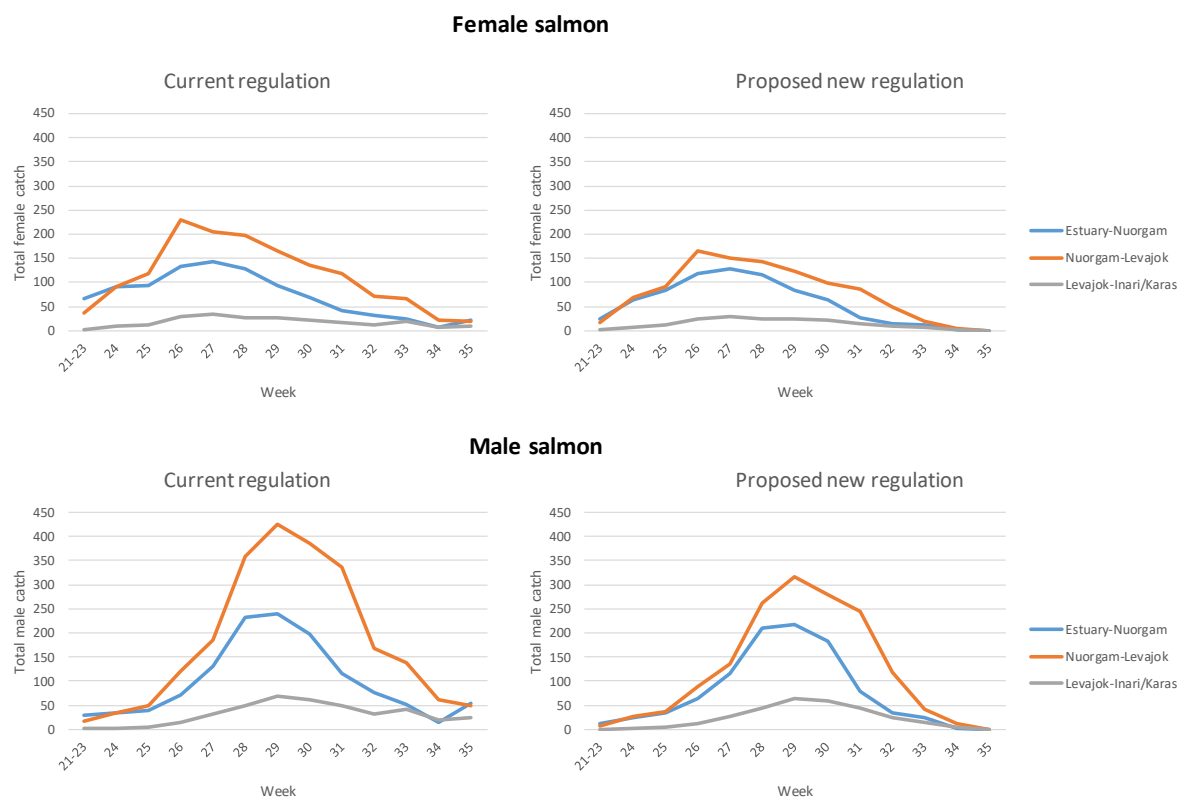 Female salmon
Current regulation
Total female catch
450
400
350
300
250
200
150
100
50
0
21-23 24 25 26 27 28 29 30 31 32 33 34 35
Week
Proposed new regulation
Total female catch
450
400
350
300
250
200
150
100
50
0
21-23 24 25 26 27 28 29 30 31 32 33 34 35
Week
Estuary-Nuorgam
Nuorgam-Levajok
Levajok-Inari/Karas
Male salmon
Current regulation
Total male catch
450
400
350
300
250
200
150
100
50
0
21-23 24 25 26 27 28 29 30 31 32 33 34 35
Week
Proposed new regulation
Total male catch
450
400
350
300
250
200
150
100
50
0
21-23 24 25 26 27 28 29 30 31 32 33 34 35
Week
Estuary-Nuorgam
Nuorgam-Levajok
Levajok-Inari/Karas